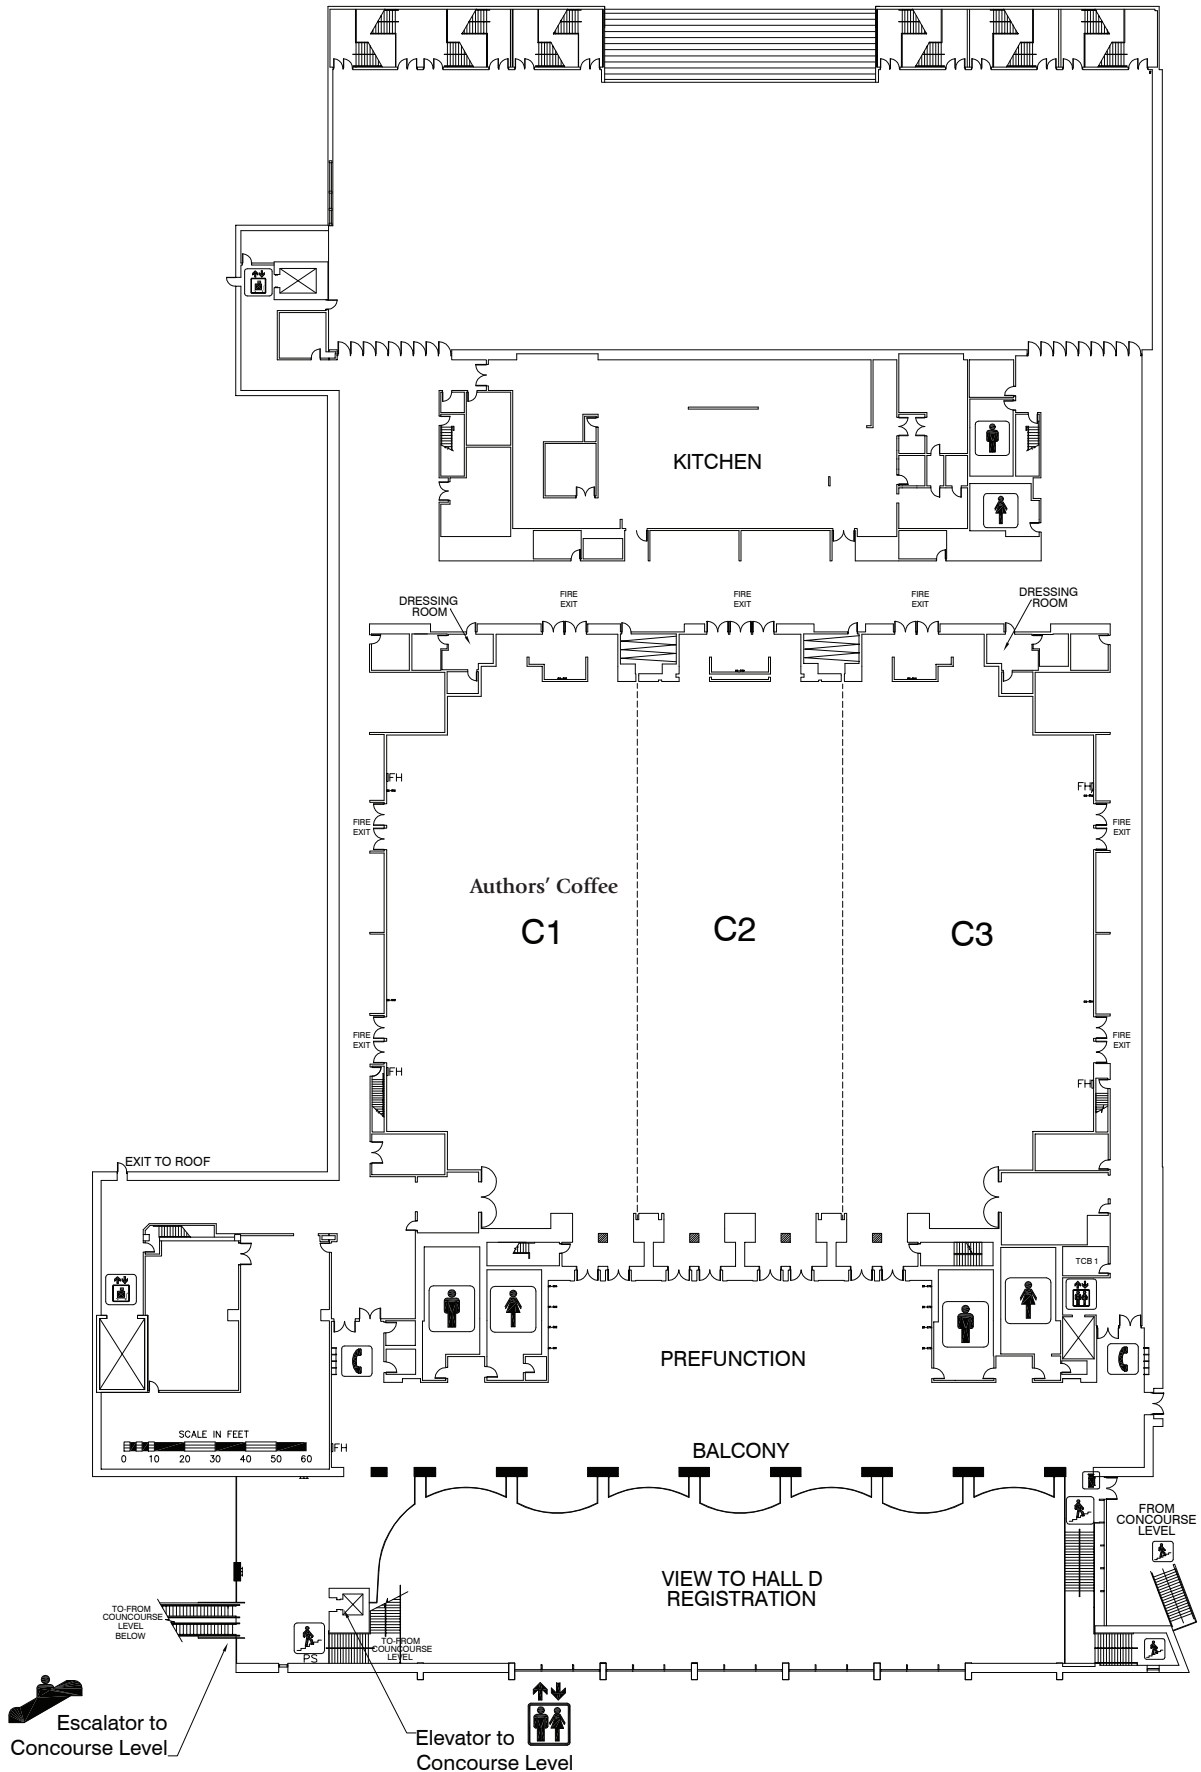 KITCHEN
DRESSING
ROOM
FIRE
EXIT
FIRE
EXIT
FIRE
EXIT
DRESSING
ROOM
FH
FH
FIRE
EXIT
FIRE
EXIT
Authors’ Coffee
C1
C2
C3
FIRE
EXIT
FIRE
EXIT
FH
FH
EXIT TO ROOF
TCB 1
PREFUNCTION
SCALE IN FEET
0 10 20 30 40 50 60
FH
BALCONY
FROM
CONCOURSE
LEVEL
VIEW TO HALL D
REGISTRATION
TO-FROM
COUNCOURSE
LEVEL
BELOW
TO-FROM
COUNCOURSE
LEVEL
PS
Escalator to
Concourse Level
Elevator to
Concourse Level